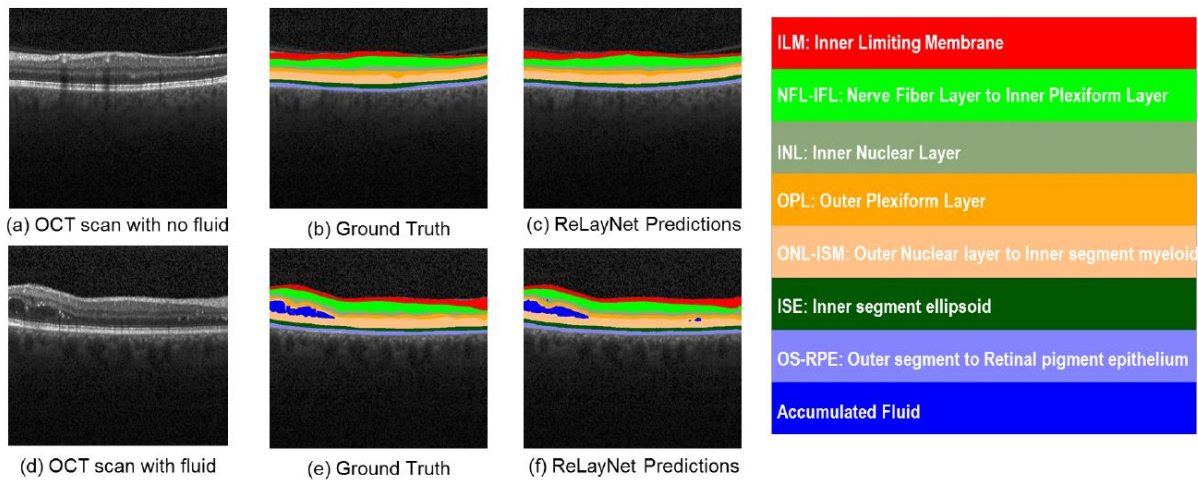 (a) OCT scan with no fluid
(b) Ground Truth
(c) ReLayNet Predictions
(d) OCT scan with fluid
(e) Ground Truth
(f) ReLayNet Predictions
ILM: Inner Limiting Membrane
NFL-IFL: Nerve Fiber Layer to Inner Plexiform Layer
INL: Inner Nuclear Layer
OPL: Outer Plexiform Layer
ONL-ISM: Outer Nuclear layer to Inner segment myeloid
ISE: Inner segment ellipsoid
OS-RPE: Outer segment to Retinal pigment epithelium
Accumulated Fluid